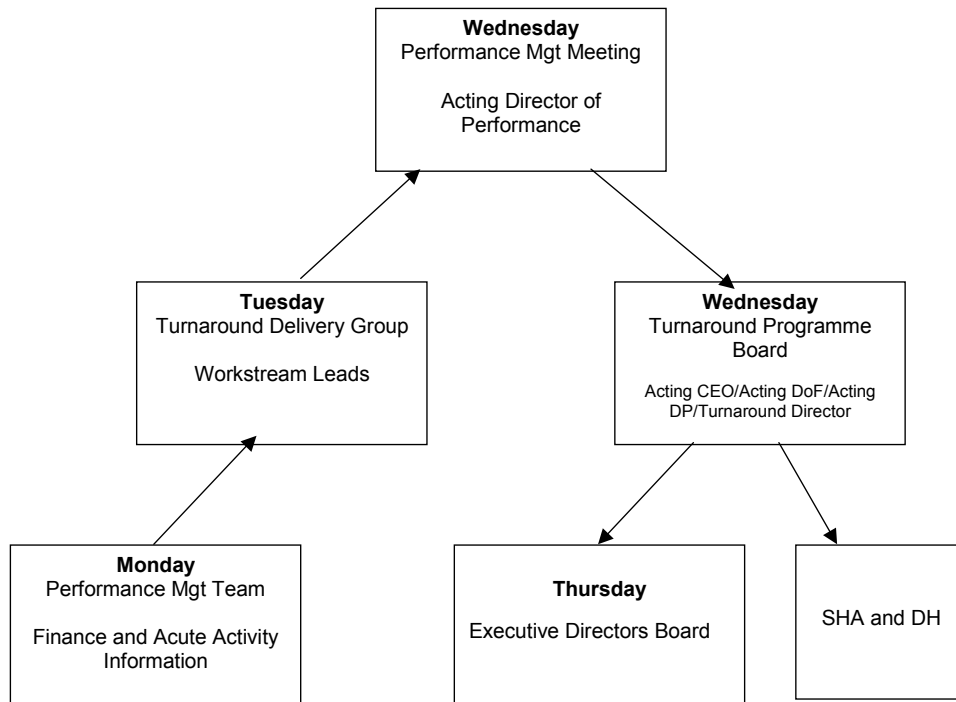 Wednesday
Performance Mgt Meeting
Acting Director of
Performance
Tuesday
Turnaround Delivery Group
Workstream Leads
Wednesday
Turnaround Programme
Board
Acting CEO/Acting DoF/Acting
DP/Turnaround Director
Monday
Performance Mgt Team
Finance and Acute Activity
Information
Thursday
Executive Directors Board
SHA and DH